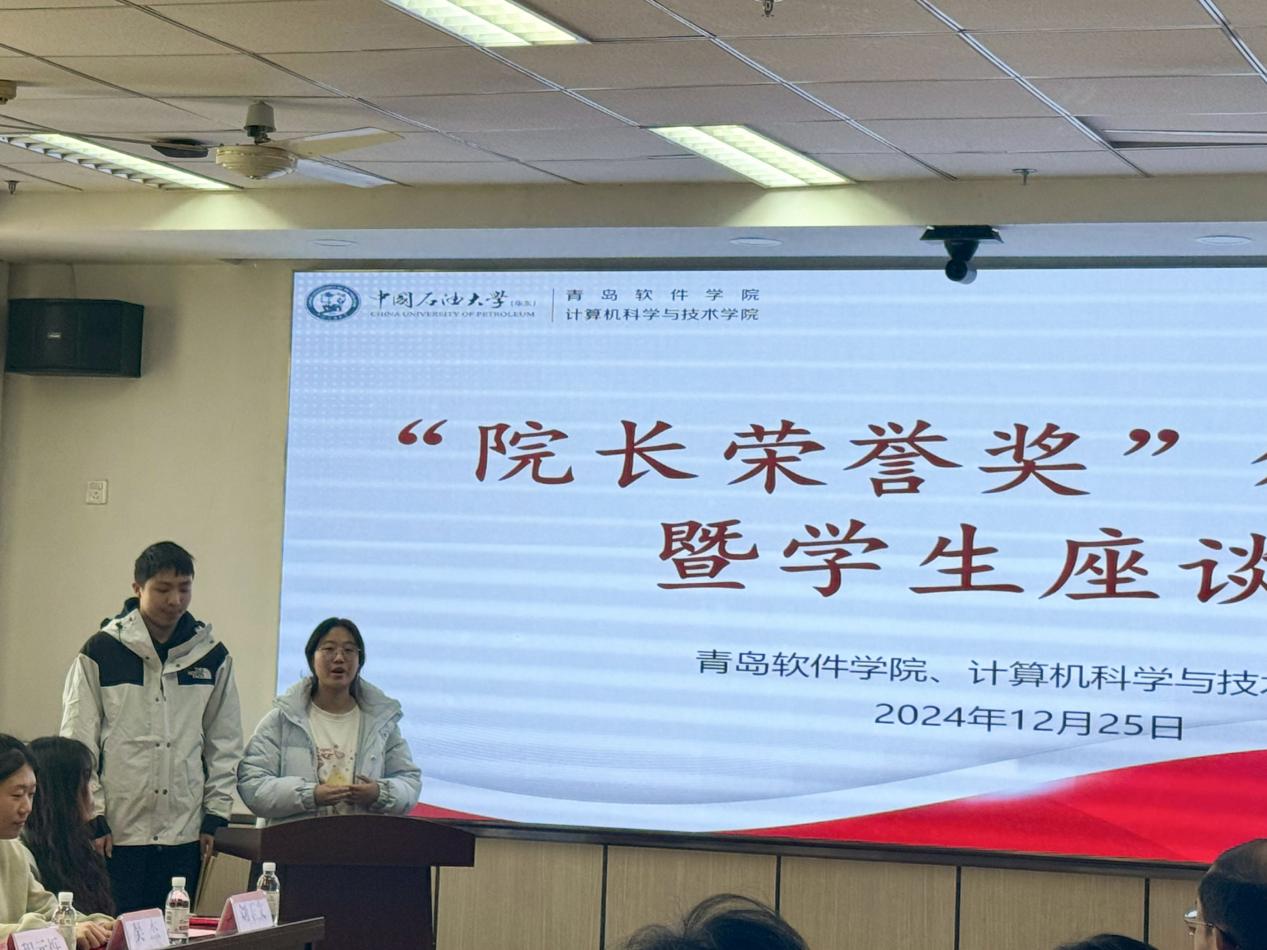 中国石油大学(华东)
CHINA UNIVERSITY OF PETROLEUM
青岛软件学院
计算机科学与技术学院
“院长荣誉奖”
暨学生座谈
青岛软件学院、计算机科学与技
2024年12月25日
THE NORTH FACE